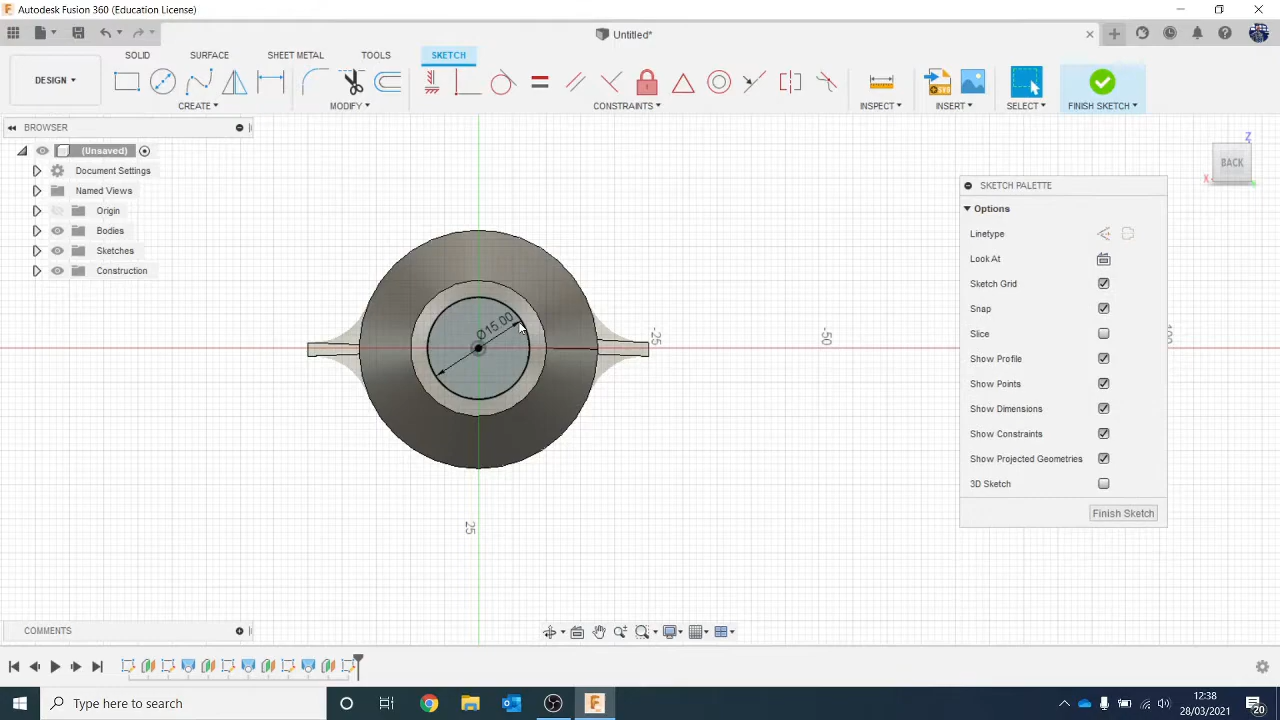 Autodesk Fusion 360 (Education License)
Untitled*
DESIGN
SOLID
SURFACE
SHEET METAL
TOOLS
SKETCH
CREATE
MODIFY
CONSTRAINTS
INSPECT
INSERT
SELECT
FINISH SKETCH
BROWSER
(Unsaved)
Document Settings
Named Views
Origin
Bodies
Sketches
Construction
Z
BACK
X
Ø15.00
-25
-50
25
SKETCH PALETTE
Options
Linetype
Look At
Sketch Grid
Snap
Slice
Show Profile
Show Points
Show Dimensions
Show Constraints
Show Projected Geometries
3D Sketch
Finish Sketch
COMMENTS
Type here to search
12:38
28/03/2021
20